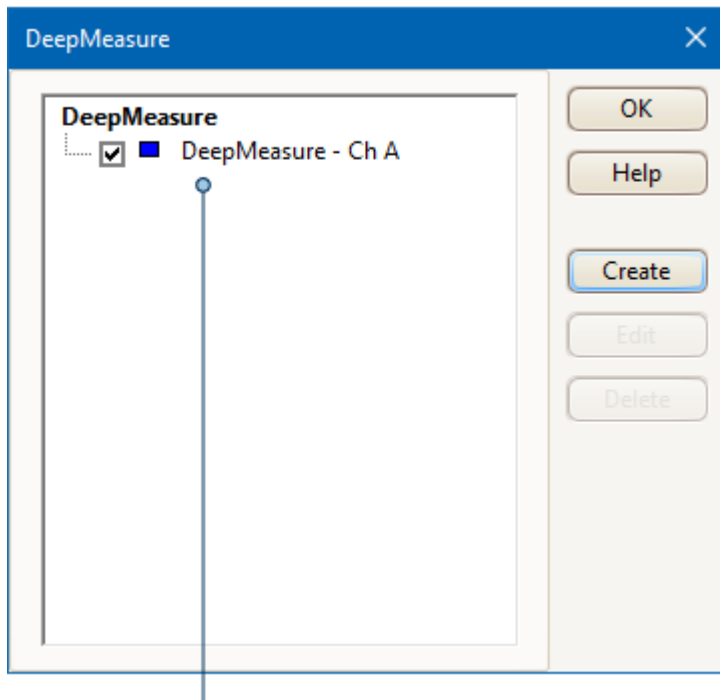 DeepMeasure
DeepMeasure
DeepMeasure - Ch A
OK
Help
Create
Edit
Delete